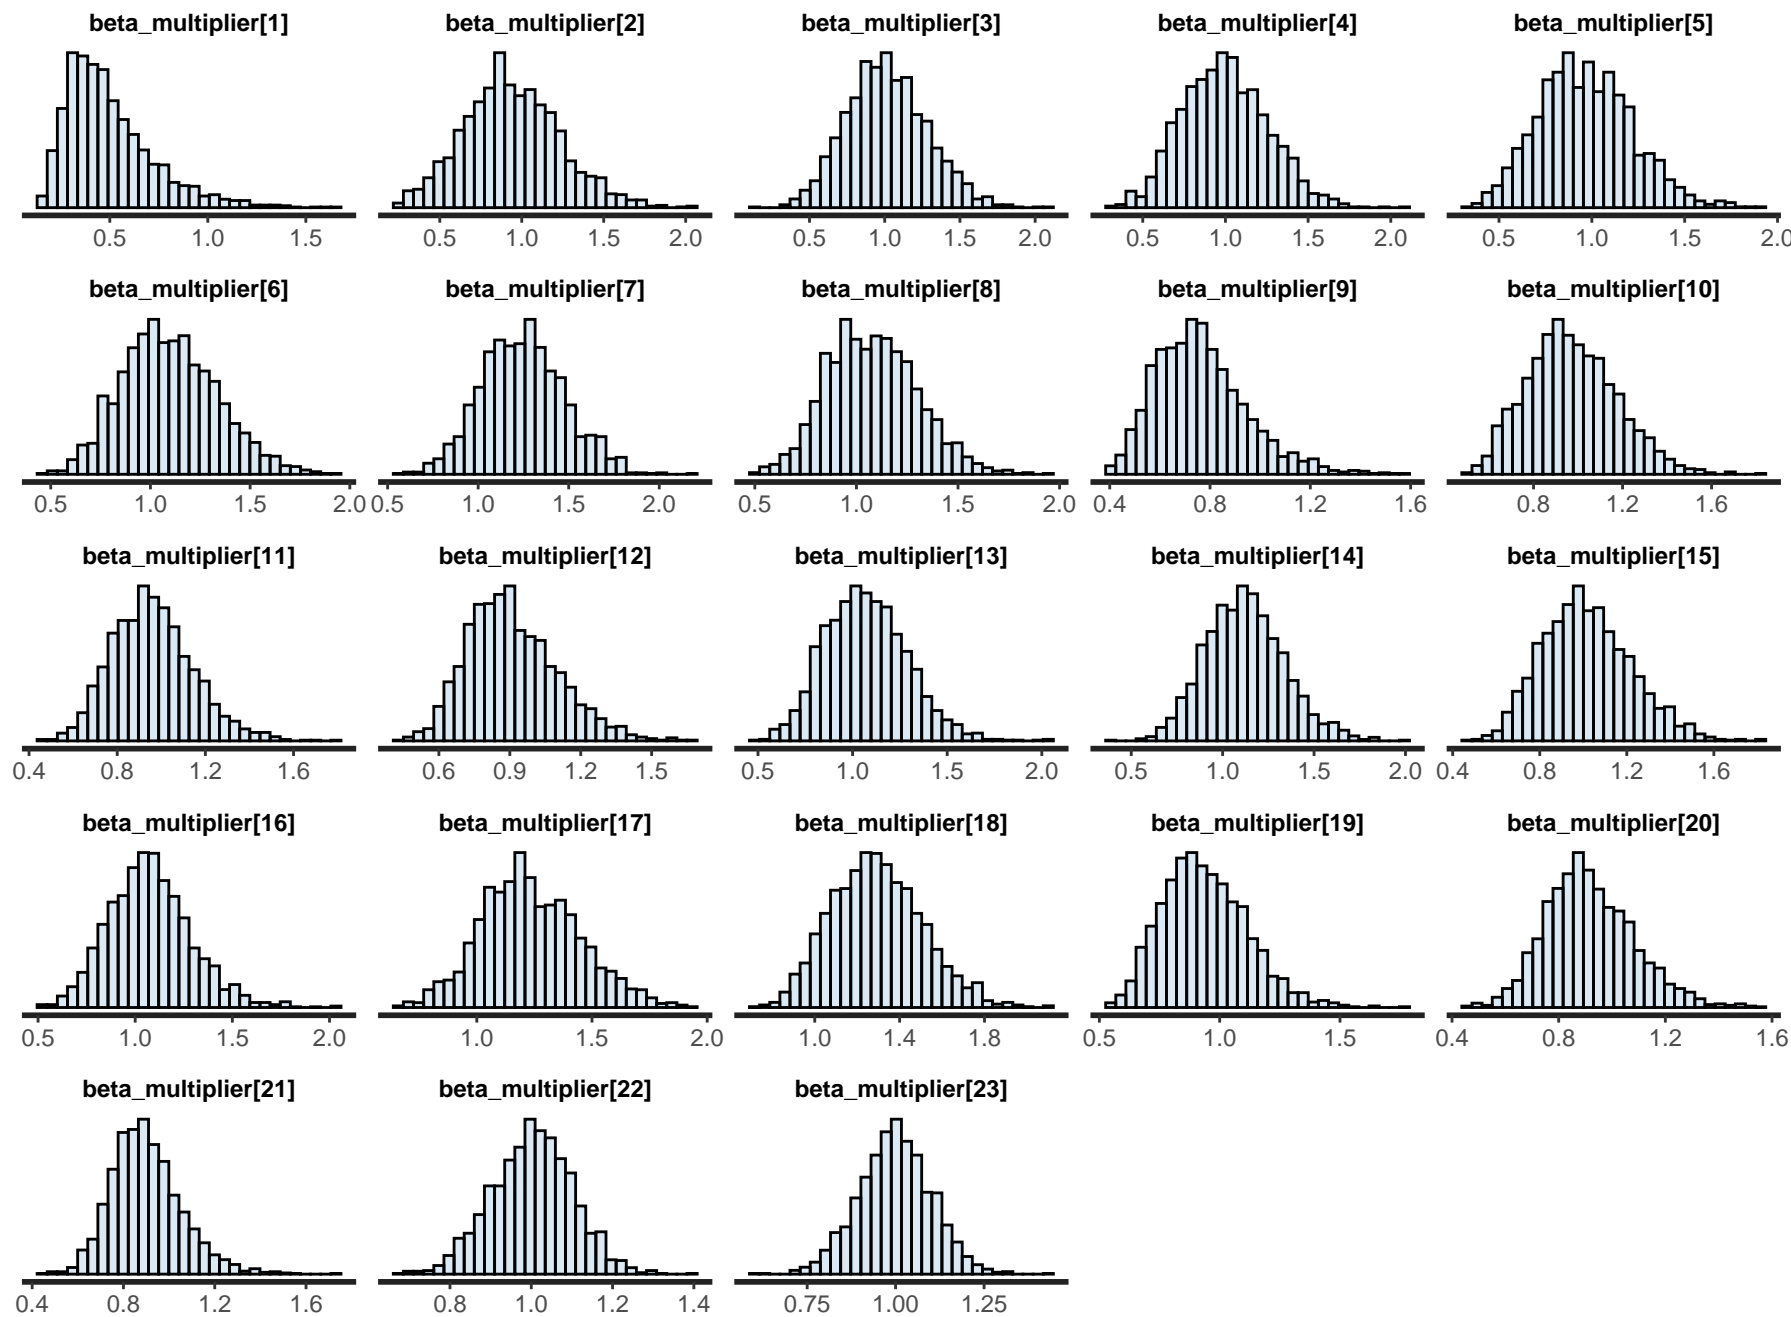 beta_multiplier[1] beta_multiplier[2] beta_multiplier[3] beta_multiplier[4] beta_multiplier[5]
0.5 1.0 1.5 0.5 1.0 1.5 2.0 0.5 1.0 1.5 2.0 0.5 1.0 1.5 2.0 0.5 1.0 1.5 2.0
beta_multiplier[6] beta_multiplier[7] beta_multiplier[8] beta_multiplier[9] beta_multiplier[10]
0.5 1.0 1.5 2.0 0.5 1.0 1.5 2.0 0.5 1.0 1.5 2.0 0.4 0.8 1.2 1.6 0.8 1.2 1.6
beta_multiplier[11] beta_multiplier[12] beta_multiplier[13] beta_multiplier[14] beta_multiplier[15]
0.4 0.8 1.2 1.6 0.6 0.9 1.2 1.5 0.5 1.0 1.5 2.0 0.5 1.0 1.5 2.0 0.4 0.8 1.2 1.6
beta_multiplier[16] beta_multiplier[17] beta_multiplier[18] beta_multiplier[19] beta_multiplier[20]
0.5 1.0 1.5 2.0 1.0 1.5 2.0 1.0 1.4 1.8 0.5 1.0 1.5 0.4 0.8 1.2 1.6
beta_multiplier[21] beta_multiplier[22] beta_multiplier[23]
0.4 0.8 1.2 1.6 0.8 1.0 1.2 1.4 0.75 1.00 1.25